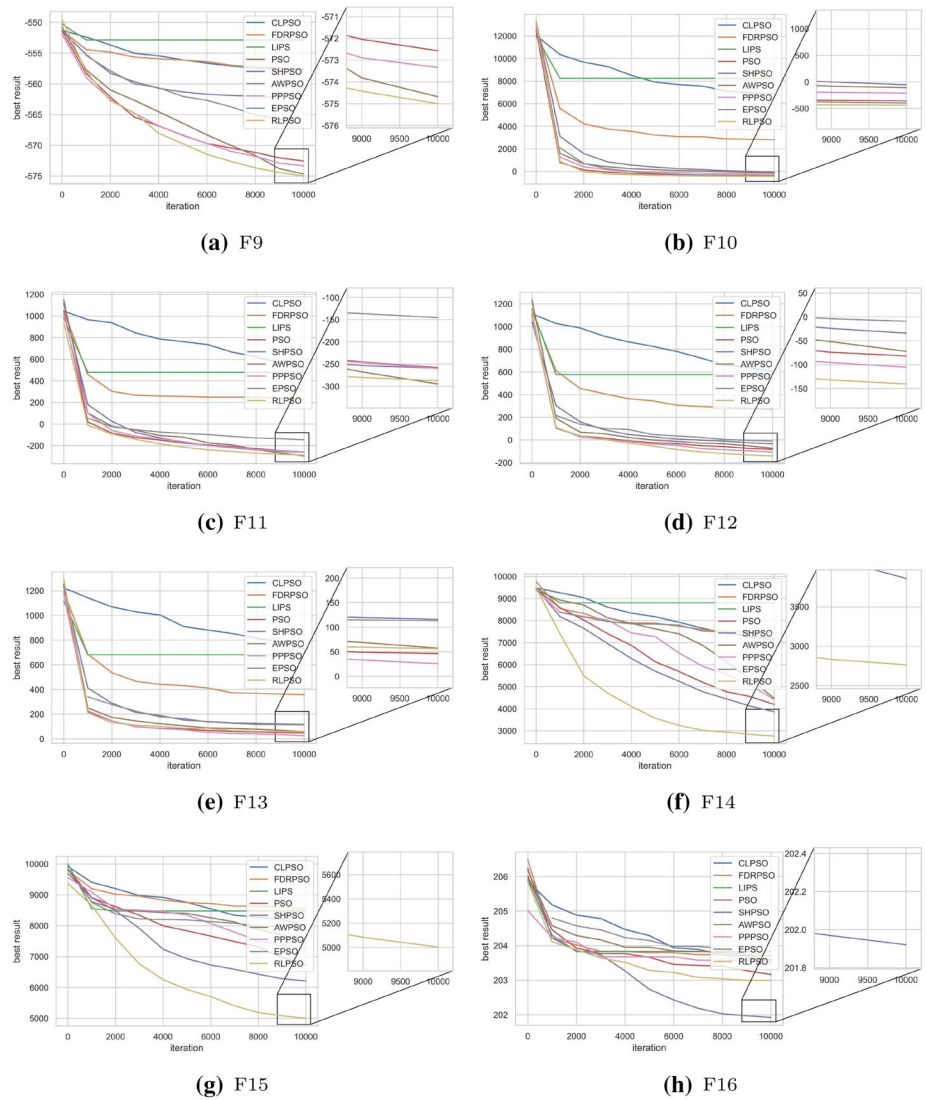 -550
-555
-560
-565
-570
-575
best result
0 2000 4000 6000 8000 10000
iteration
CLPSO
FDRPSO
LIPS
PSO
SHPSO
AWPSO
PPPSO
EPSO
RLPSO
-571
-572
-573
-574
-575
-576
9000 9500 10000
(a) F9
12000
10000
8000
6000
4000
2000
0
best result
0 2000 4000 6000 8000 10000
iteration
CLPSO
FDRPSO
LIPS
PSO
SHPSO
AWPSO
PPPSO
EPSO
RLPSO
1000
500
0
-500
9000 9500 10000
(b) F10
1200
1000
800
600
400
200
0
-200
best result
0 2000 4000 6000 8000 10000
iteration
CLPSO
FDRPSO
LIPS
PSO
SHPSO
AWPSO
PPPSO
EPSO
RLPSO
-100
-150
-200
-250
-300
9000 9500 10000
(c) F11
1200
1000
800
600
400
200
0
-200
best result
0 2000 4000 6000 8000 10000
iteration
CLPSO
FDRPSO
LIPS
PSO
SHPSO
AWPSO
PPPSO
EPSO
RLPSO
50
0
-50
-100
-150
9000 9500 10000
(d) F12
1200
1000
800
600
400
200
0
best result
0 2000 4000 6000 8000 10000
iteration
CLPSO
FDRPSO
LIPS
PSO
SHPSO
AWPSO
PPPSO
EPSO
RLPSO
200
150
100
50
0
9000 9500 10000
(e) F13
10000
9000
8000
7000
6000
5000
4000
3000
best result
0 2000 4000 6000 8000 10000
iteration
CLPSO
FDRPSO
LIPS
PSO
SHPSO
AWPSO
PPPSO
EPSO
RLPSO
3500
3000
2500
9000 9500 10000
(f) F14
10000
9000
8000
7000
6000
5000
best result
0 2000 4000 6000 8000 10000
iteration
CLPSO
FDRPSO
LIPS
PSO
SHPSO
AWPSO
PPPSO
EPSO
RLPSO
5600
5400
5200
5000
9000 9500 10000
(g) F15
206
205
204
203
202
best result
0 2000 4000 6000 8000 10000
iteration
CLPSO
FDRPSO
LIPS
PSO
SHPSO
AWPSO
PPPSO
EPSO
RLPSO
202.4
202.2
202.0
201.8
9000 9500 10000
(h) F16